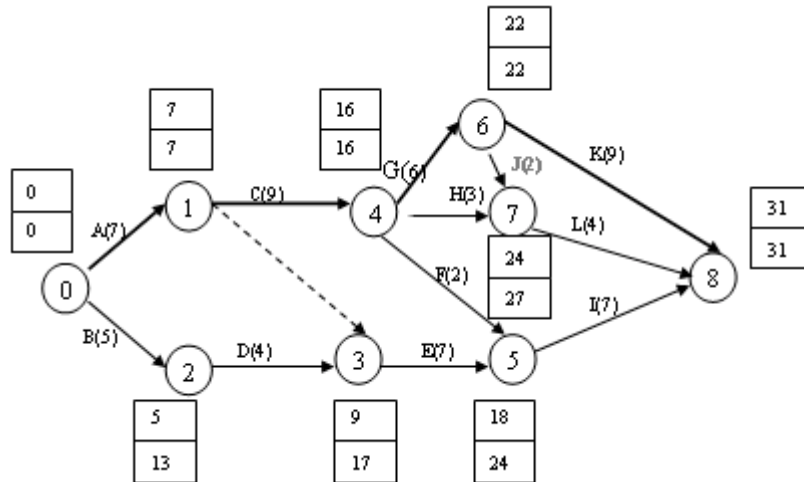 22
22
7
7
16
16
6
K(9)
G(6)
J(2)
0
0
1
C(9)
4
H(3)
7
A(7)
L(4)
31
31
24
27
F(2)
8
0
I(7)
B(5)
D(4)
3
E(7)
5
2
5
13
9
17
18
24